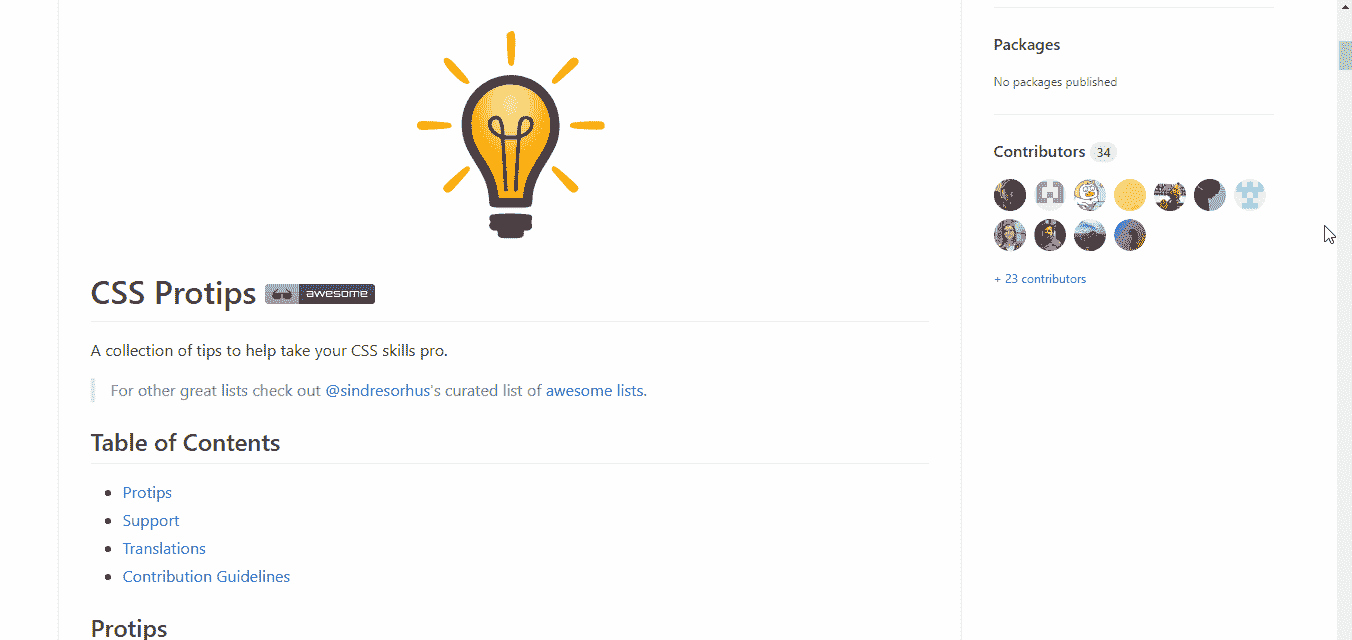 CSS Protips awesome
A collection of tips to help take your CSS skills pro.
For other great lists check out @sindresorhus's curated list of awesome lists.
Table of Contents
Protips
Support
Translations
Contribution Guidelines
Protips
Packages
No packages published
Contributors 34
+ 23 contributors